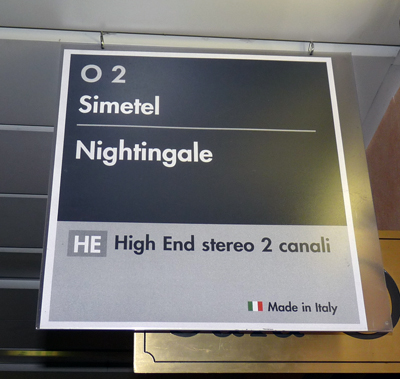 O 2
Simetel
Nightingale
HE High End stereo 2 canali
Made in Italy